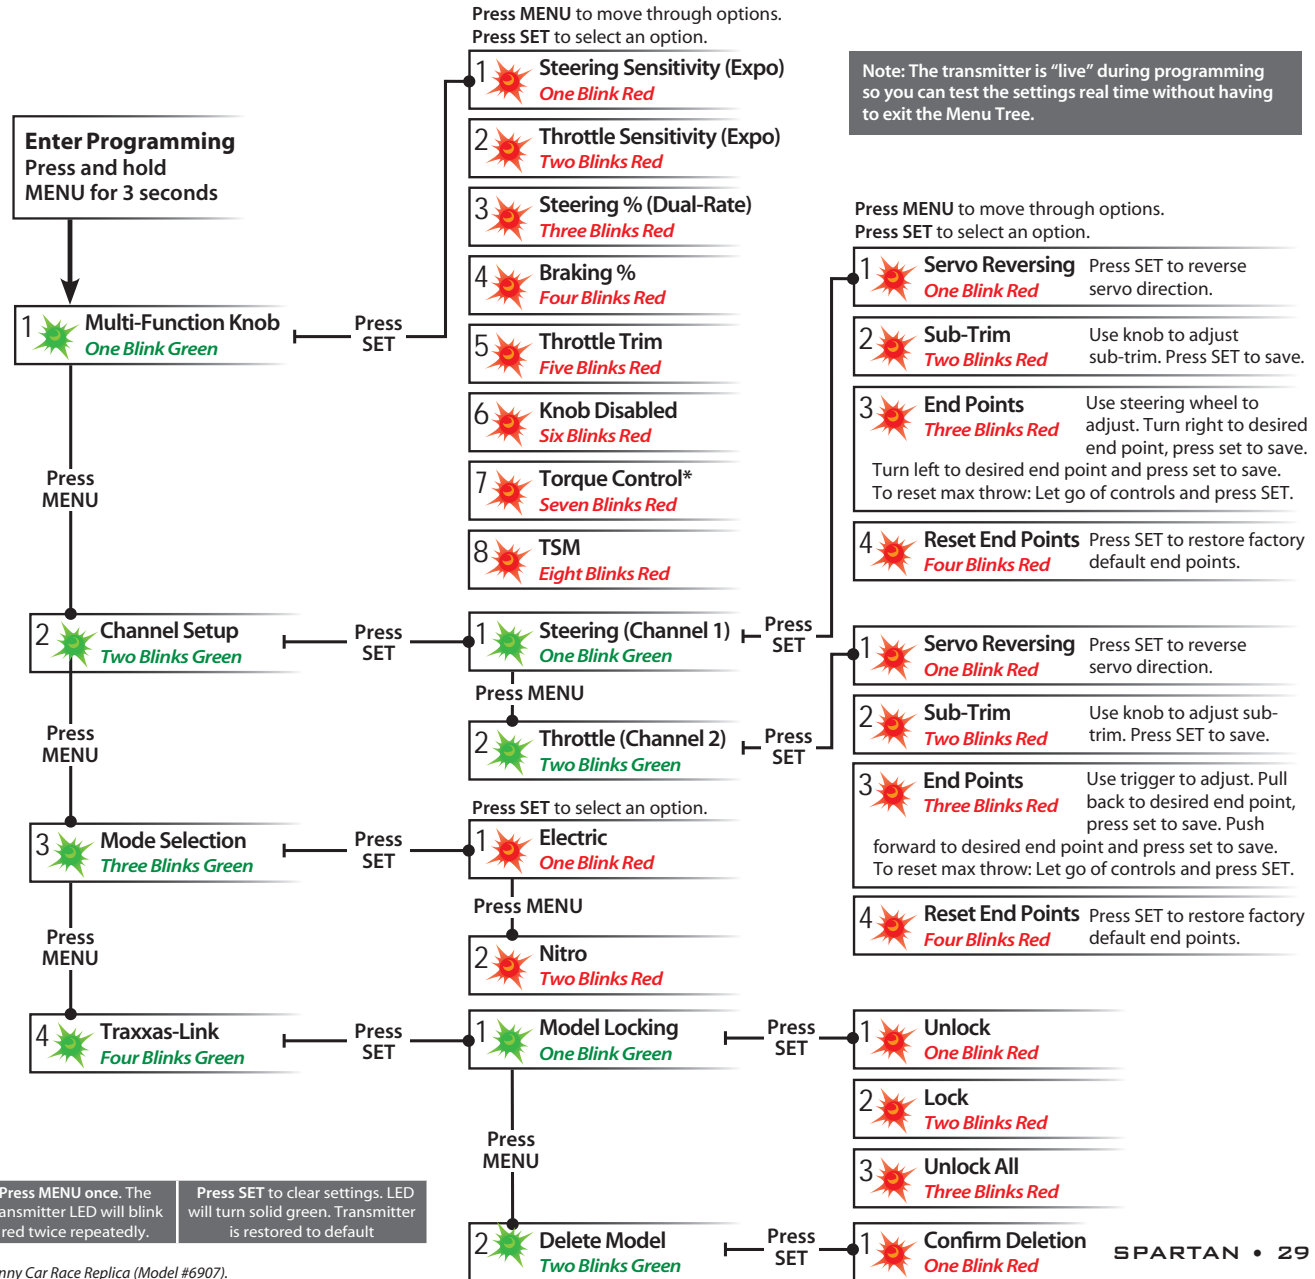 Press MENU to move through options.
Press SET to select an option.
Note: The transmitter is “live” during programming
so you can test the settings real time without having
to exit the Menu Tree.
Enter Programming
Press and hold
MENU for 3 seconds
1 Multi-Function Knob
One Blink Green
Press
SET
1 Steering Sensitivity (Expo)
One Blink Red
2 Throttle Sensitivity (Expo)
Two Blinks Red
3 Steering % (Dual-Rate)
Three Blinks Red
4 Braking %
Four Blinks Red
5 Throttle Trim
Five Blinks Red
6 Knob Disabled
Six Blinks Red
7 Torque Control*
Seven Blinks Red
8 TSM
Eight Blinks Red
Press
MENU
2 Channel Setup
Two Blinks Green
Press
SET
1 Steering (Channel 1)
One Blink Green
Press
SET
Press MENU
2 Throttle (Channel 2)
Two Blinks Green
Press
SET
Press MENU to move through options.
Press SET to select an option.
1 Servo Reversing Press SET to reverse
One Blink Red servo direction.
2 Sub-Trim Use knob to adjust
Two Blinks Red sub-trim. Press SET to save.
3 End Points Use steering wheel to
Three Blinks Red adjust. Turn right to desired
end point, press set to save.
Turn left to desired end point and press set to save.
To reset max throw: Let go of controls and press SET.
4 Reset End Points Press SET to restore factory
Four Blinks Red default end points.
1 Servo Reversing Press SET to reverse
One Blink Red servo direction.
2 Sub-Trim Use knob to adjust sub-
Two Blinks Red trim. Press SET to save.
3 End Points Use trigger to adjust. Pull
Three Blinks Red back to desired end point,
press set to save. Push
forward to desired end point and press set to save.
To reset max throw: Let go of controls and press SET.
4 Reset End Points Press SET to restore factory
Four Blinks Red default end points.
Press
MENU
3 Mode Selection
Three Blinks Green
Press
SET
Press SET to select an option.
1 Electric
One Blink Red
Press MENU
2 Nitro
Two Blinks Red
Press
MENU
4 Traxxas-Link
Four Blinks Green
Press
SET
1 Model Locking
One Blink Green
Press
SET
1 Unlock
One Blink Red
2 Lock
Two Blinks Red
3 Unlock All
Three Blinks Red
Press
MENU
2 Delete Model
Two Blinks Green
Press
SET
1 Confirm Deletion
One Blink Red
Press MENU once. The
ansmitter LED will blink
red twice repeatedly.
Press SET to clear settings. LED
will turn solid green. Transmitter
is restored to default
nny Car Race Replica (Model #6907).
SPARTAN • 29